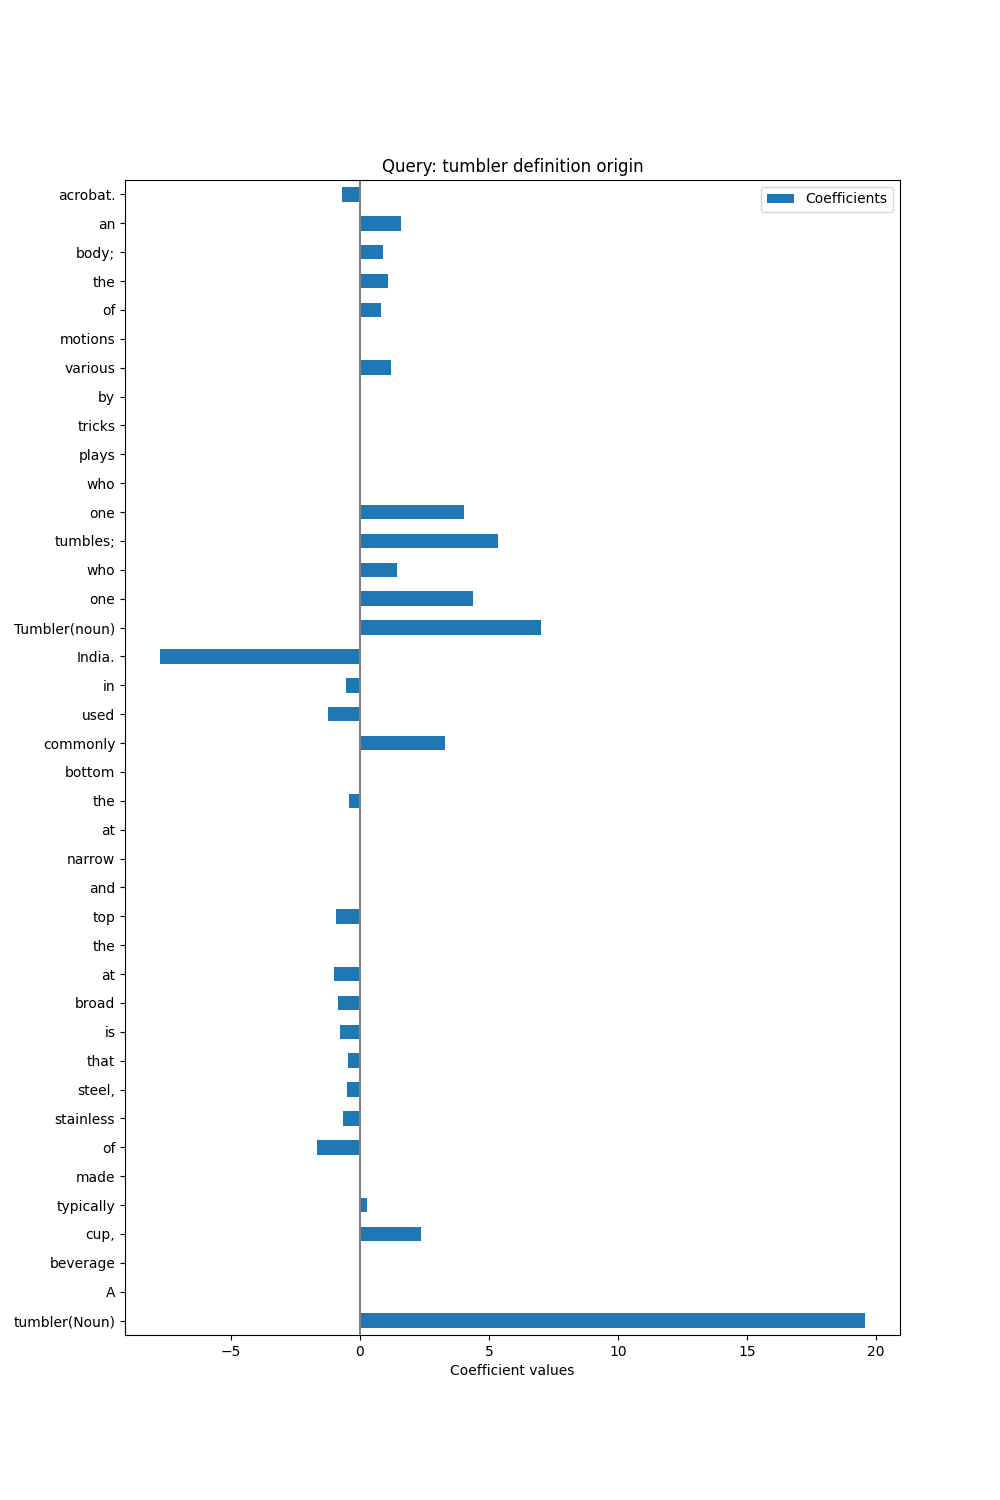 Query: tumbler definition origin
Coefficients
acrobat.
an
body;
the
of
motions
various
by
tricks
plays
who
one
tumbles;
who
one
Tumbler(noun)
India.
in
used
commonly
bottom
the
at
narrow
and
top
the
at
broad
is
that
steel,
stainless
of
made
typically
cup,
beverage
A
tumbler(Noun)
−5 0 5 10 15 20
Coefficient values